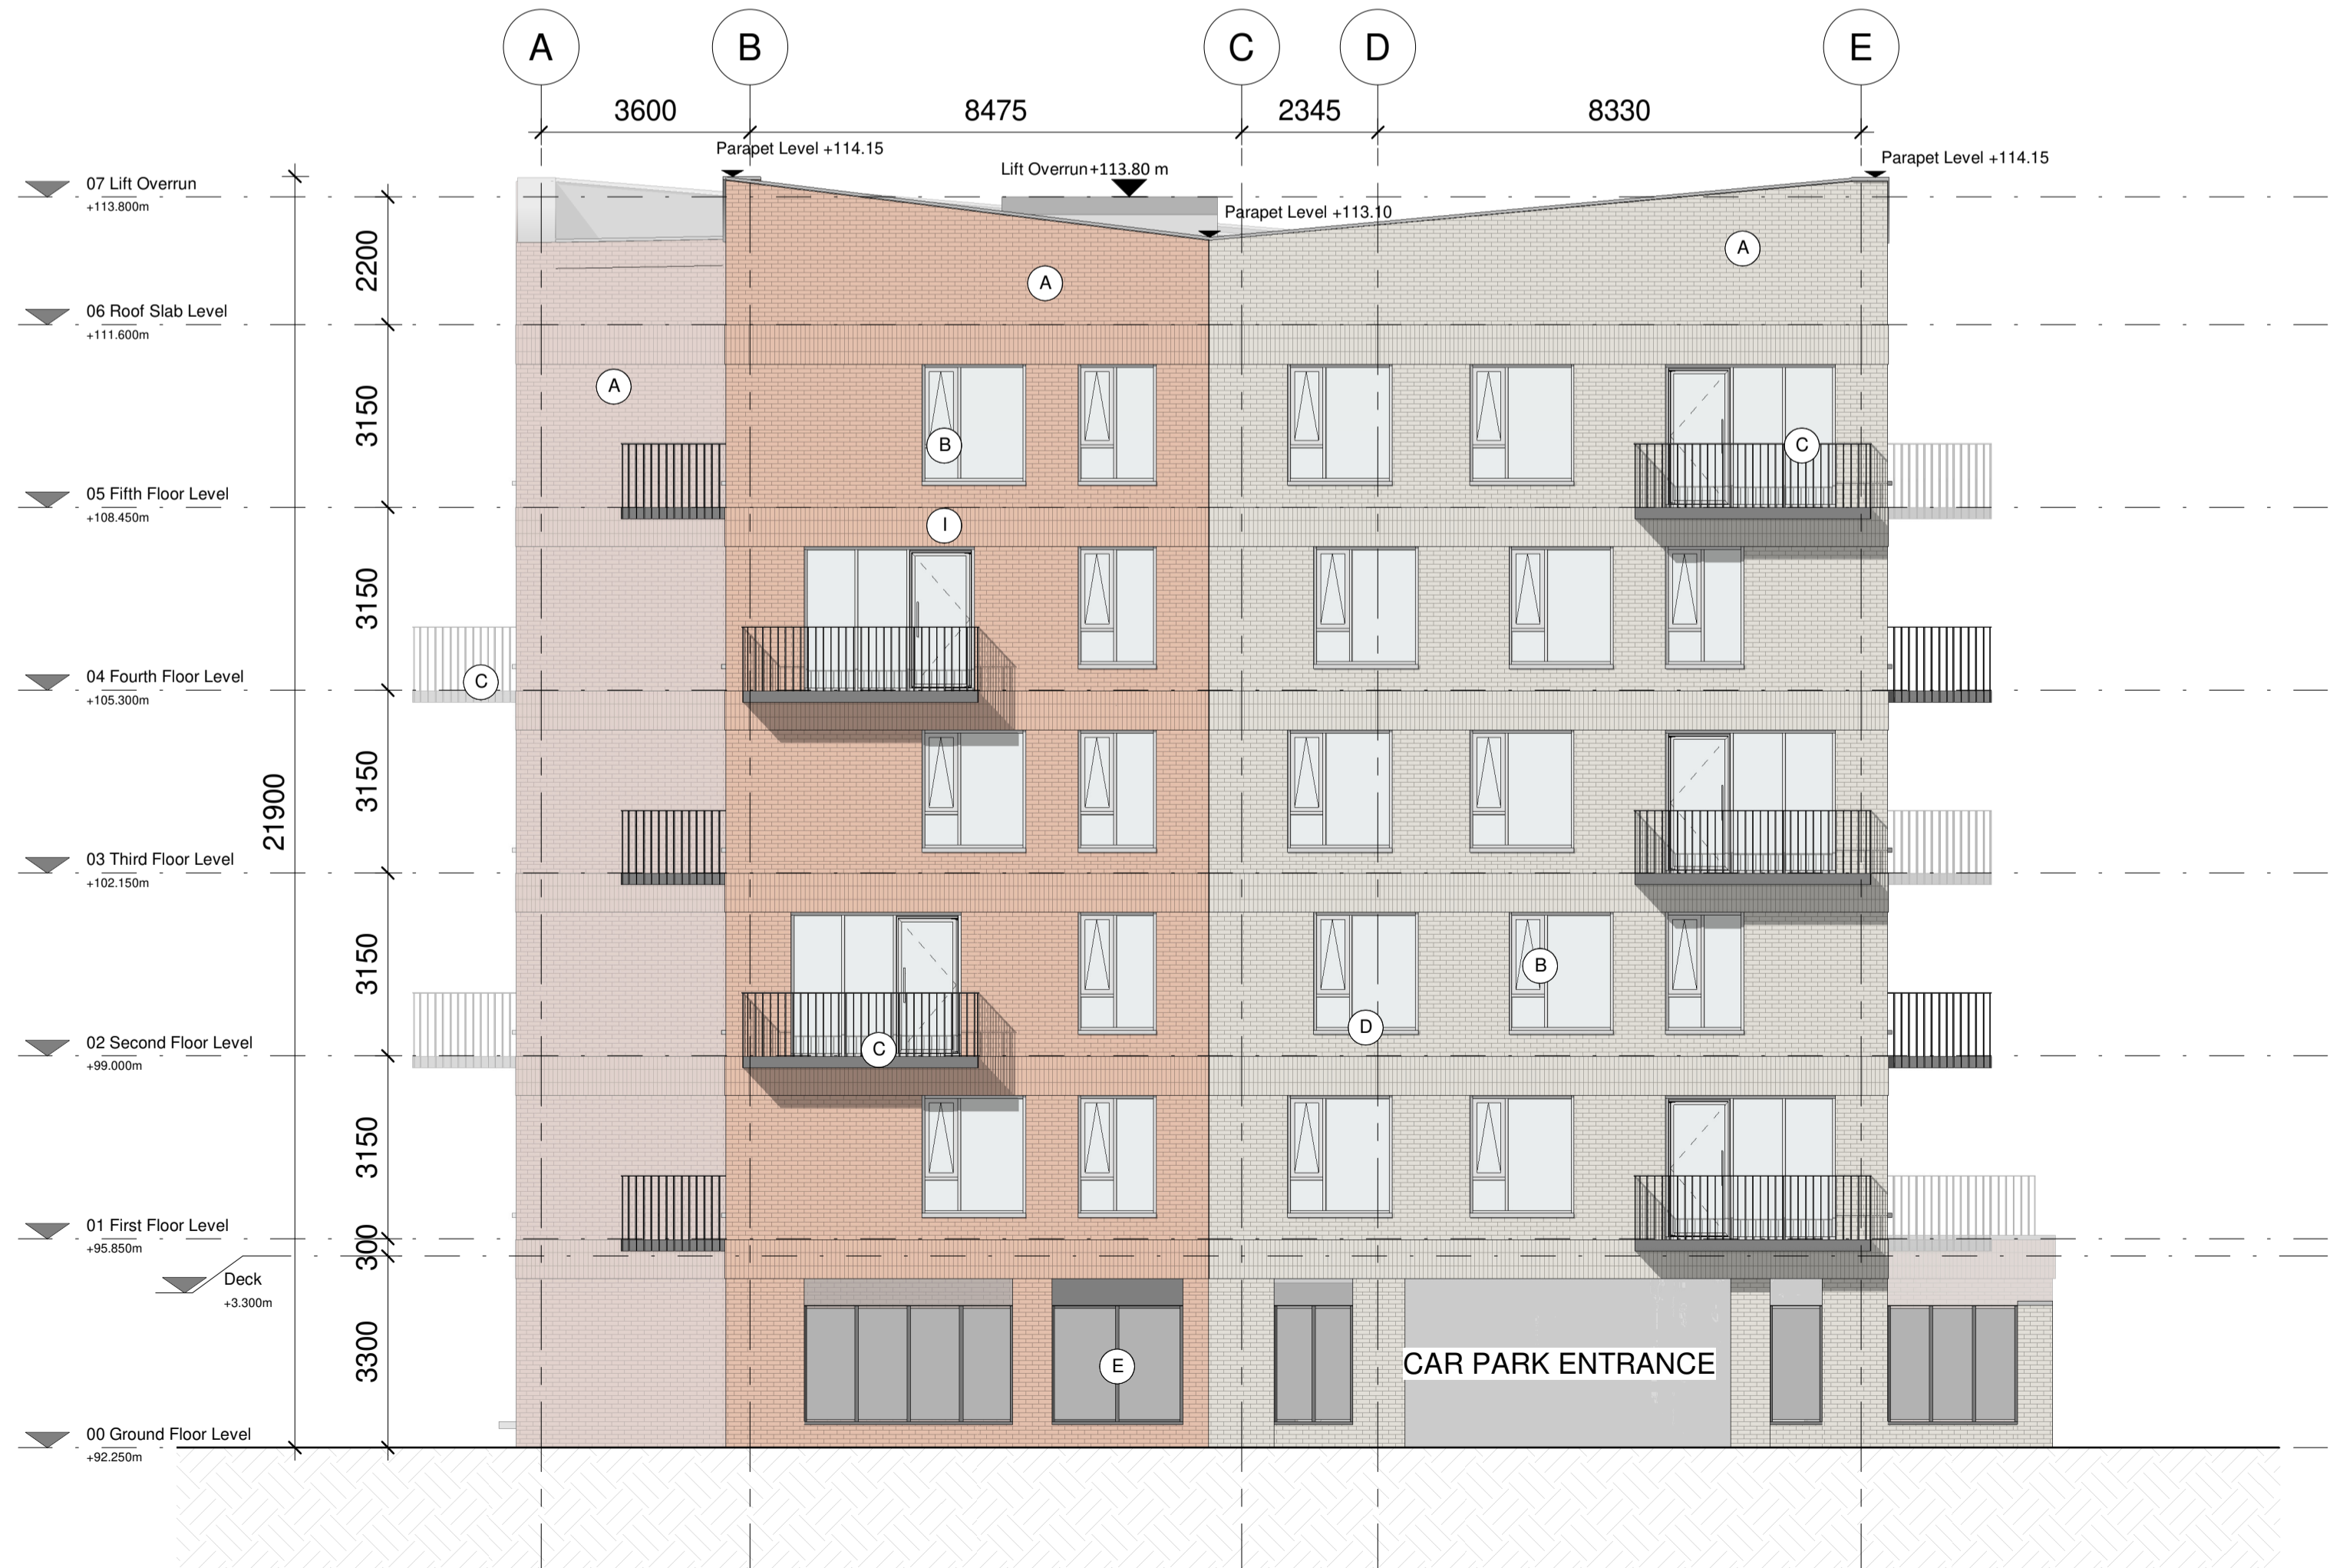 A B C D E
3600 8475 2345 8330
Parapet Level +114.15
Lift Overrun+113.80 m
Parapet Level +114.15
Parapet Level +113.10
07 Lift Overrun
+113.800m
2200
A
A
06 Roof Slab Level
+111.600m
3150
A
B
C
05 Fifth Floor Level
+108.450m
I
3150
04 Fourth Floor Level
+105.300m
C
21900
3150
03 Third Floor Level
+102.150m
3150
B
D
02 Second Floor Level
+99.000m
C
3150
01 First Floor Level
+95.850m
300
Deck
+3.300m
3300
E
CAR PARK ENTRANCE
00 Ground Floor Level
+92.250m